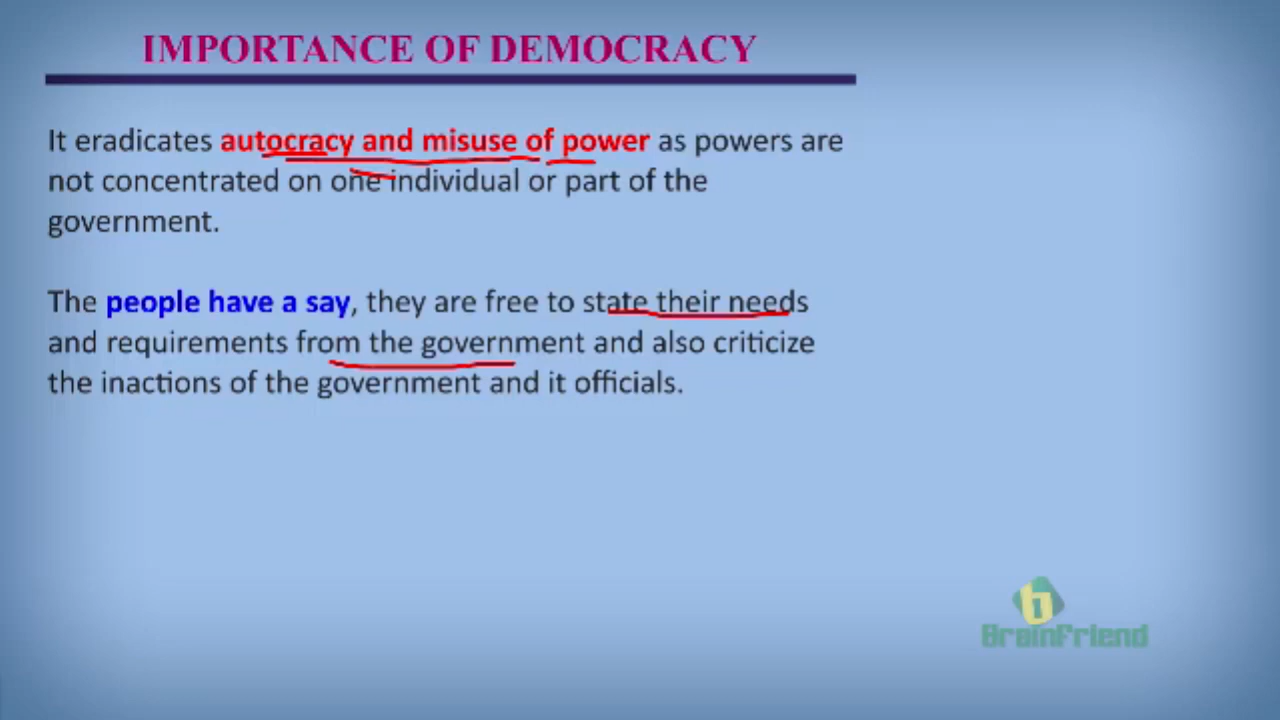 IMPORTANCE OF DEMOCRACY
It eradicates autocracy and misuse of power as powers are
not concentrated on one individual or part of the
government.
The people have a say, they are free to state their needs
and requirements from the government and also criticize
the inactions of the government and it officials.
b
BrainFriend